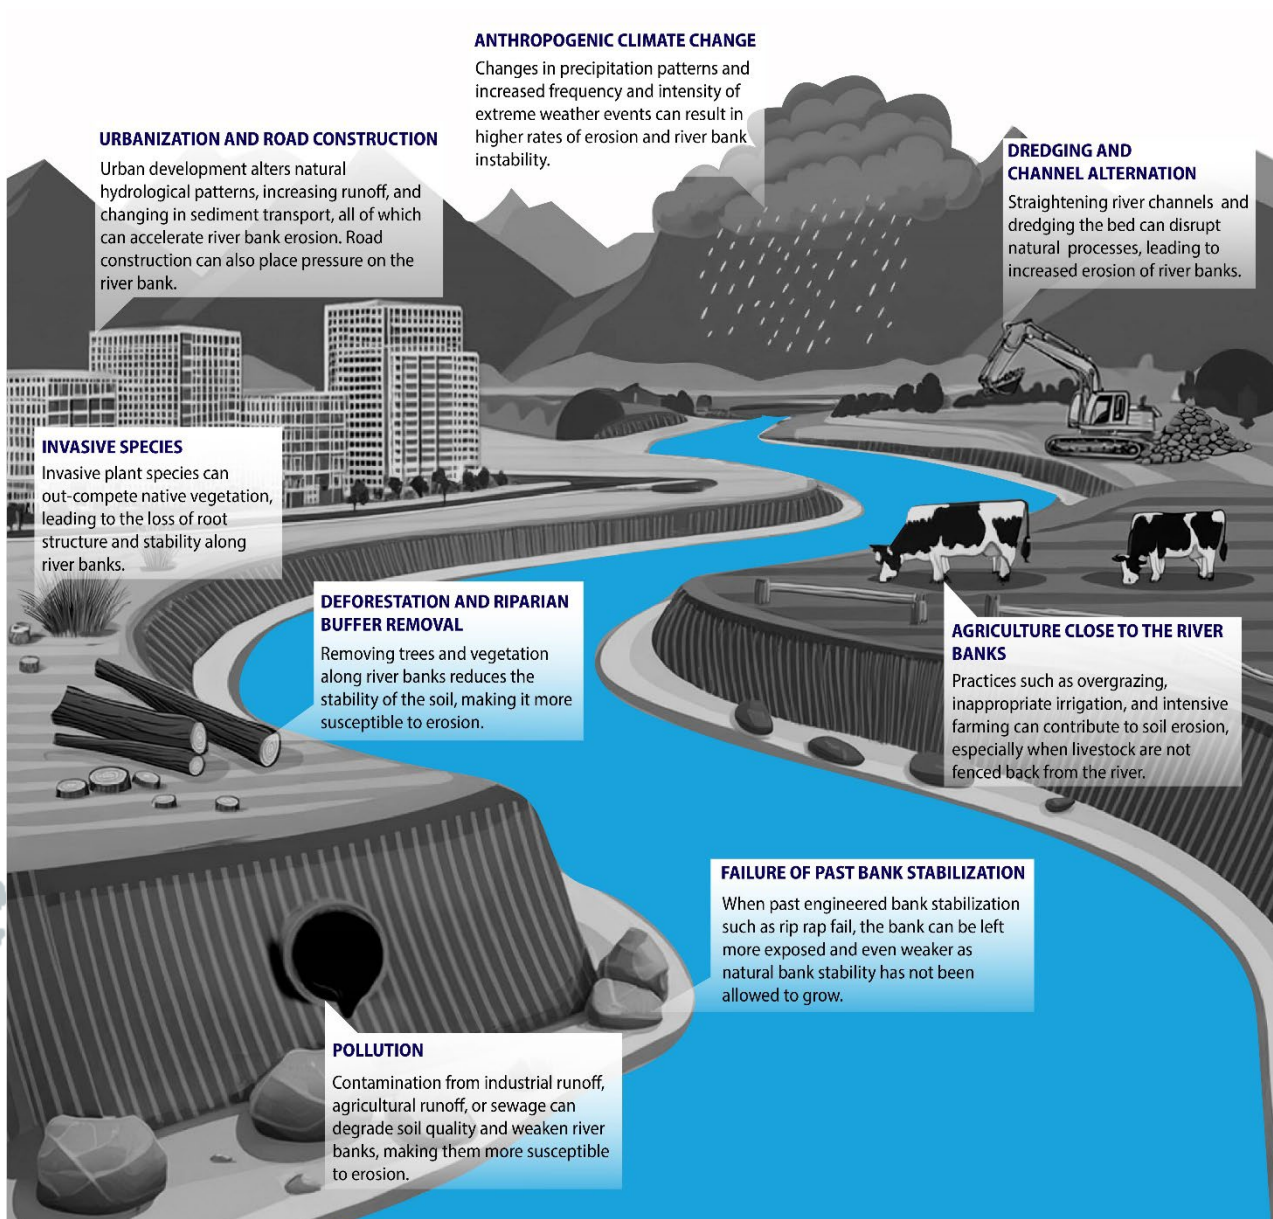 ANTHROPOGENIC CLIMATE CHANGE
Changes in precipitation patterns and
increased frequency and intensity of
extreme weather events can result in
higher rates of erosion and river bank
instability.
URBANIZATION AND ROAD CONSTRUCTION
Urban development alters natural
hydrological patterns, increasing runoff, and
changing in sediment transport, all of which
can accelerate river bank erosion. Road
construction can also place pressure on the
river bank.
DREDGING AND
CHANNEL ALTERNATION
Straightening river channels and
dredging the bed can disrupt
natural processes, leading to
increased erosion of river banks.
INVASIVE SPECIES
Invasive plant species can
out-compete native vegetation,
leading to the loss of root
structure and stability along
river banks.
DEFORESTATION AND RIPARIAN
BUFFER REMOVAL
Removing trees and vegetation
along river banks reduces the
stability of the soil, making it more
susceptible to erosion.
AGRICULTURE CLOSE TO THE RIVER
BANKS
Practices such as overgrazing,
inappropriate irrigation, and intensive
farming can contribute to soil erosion,
especially when livestock are not
fenced back from the river.
FAILURE OF PAST BANK STABILIZATION
When past engineered bank stabilization
such as rip rap fail, the bank can be left
more exposed and even weaker as
natural bank stability has not been
allowed to grow.
POLLUTION
Contamination from industrial runoff,
agricultural runoff, or sewage can
degrade soil quality and weaken river
banks, making them more susceptible
to erosion.